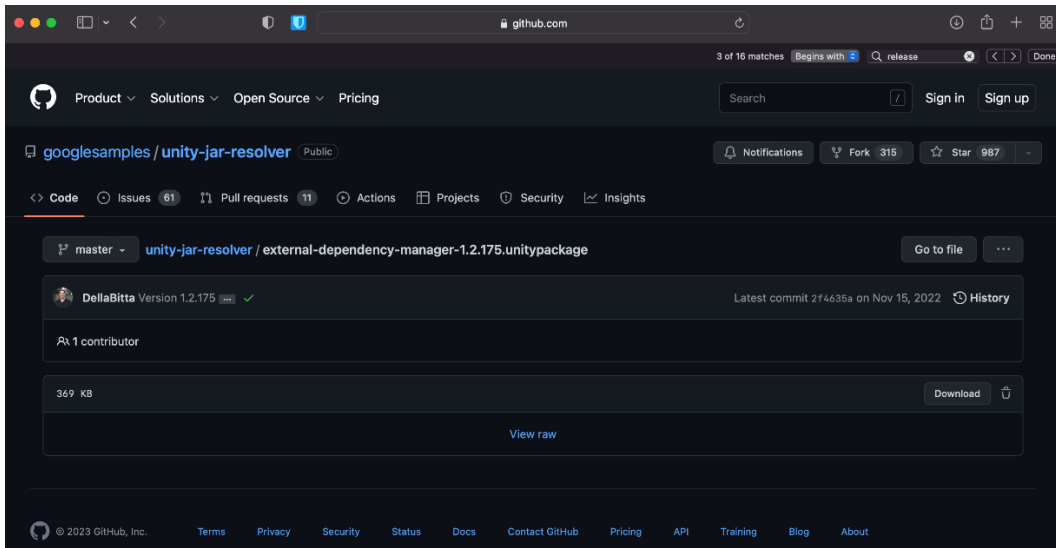 github.com
3 of 16 matches Begins with release Done
Product Solutions Open Source Pricing Search / Sign in Sign up
googlesamples / unity-jar-resolver Public Notifications Fork 315 Star 987
Code Issues 61 Pull requests 11 Actions Projects Security Insights
master unity-jar-resolver / external-dependency-manager-1.2.175.unitypackage Go to file ...
DellaBitta Version 1.2.175 ... Latest commit 2f4635a on Nov 15, 2022 History
1 contributor
369 KB Download
View raw
© 2023 GitHub, Inc. Terms Privacy Security Status Docs Contact GitHub Pricing API Training Blog About